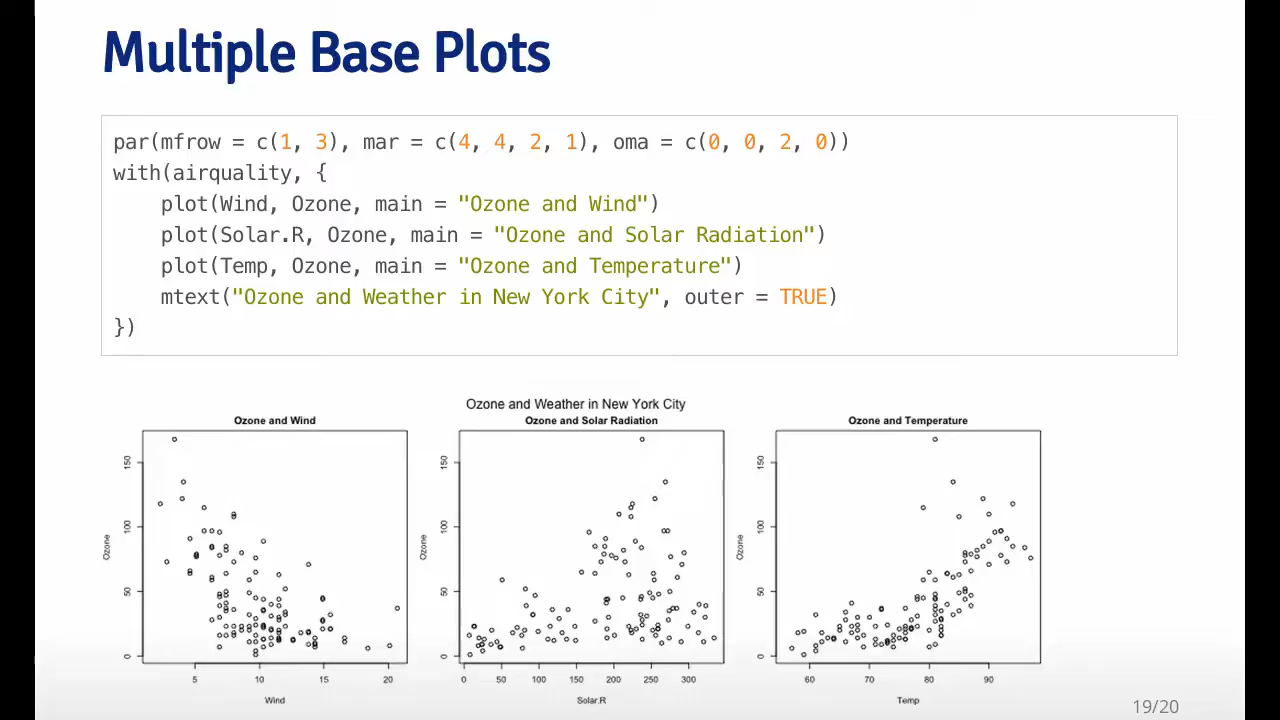 Multiple Base Plots
par(mfrow = c(1, 3), mar = c(4, 4, 2, 1), oma = c(0, 0, 2, 0))
with(airquality, {
    plot(Wind, Ozone, main = "Ozone and Wind")
    plot(Solar.R, Ozone, main = "Ozone and Solar Radiation")
    plot(Temp, Ozone, main = "Ozone and Temperature")
    mtext("Ozone and Weather in New York City", outer = TRUE)
})
Ozone and Weather in New York City
Ozone and Wind
Ozone
150
100
50
0
5 10 15 20
Wind
Ozone and Solar Radiation
Ozone
150
100
50
0
0 50 100 150 200 250 300
Solar.R
Ozone and Temperature
Ozone
150
100
50
0
60 70 80 90
Temp
19/20